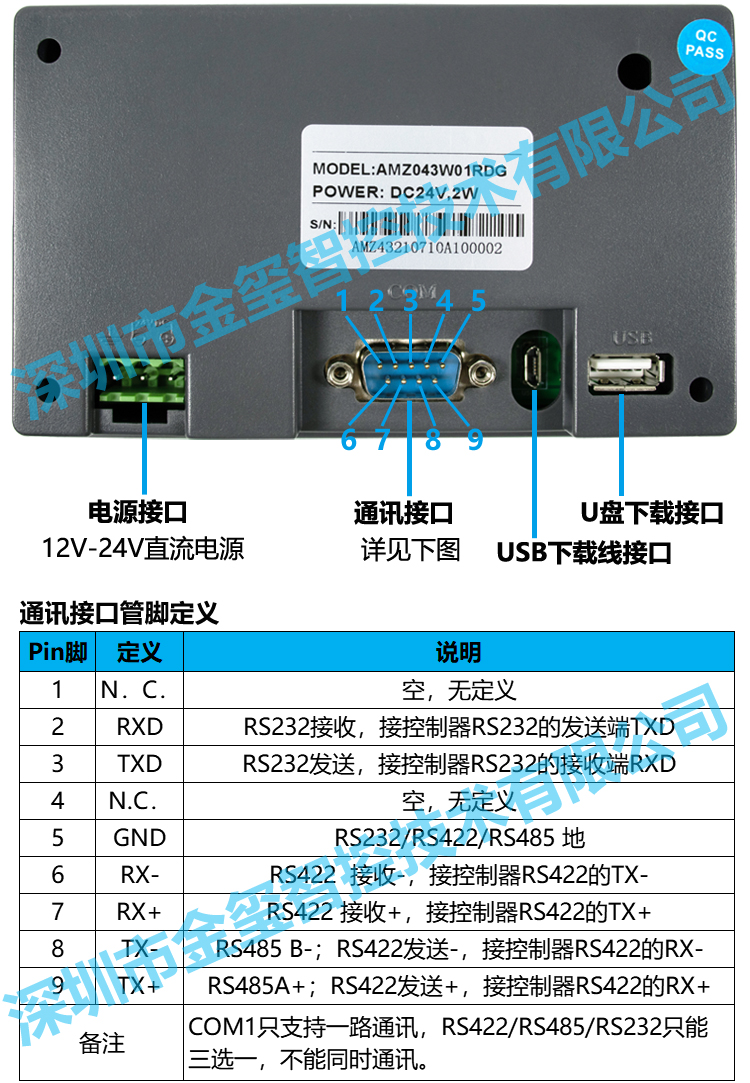 QC
PASS
MODEL:AMZ043W01RDG
POWER: DC24V,2W
S/N:
AMZ43210710A100002
深圳市金玺智控技术有限公司
COM
1 2 3 4 5
USB
6 7 8 9
电源接口
12V-24V直流电源
通讯接口
详见下图
USB下载线接口
U盘下载接口
通讯接口管脚定义
Pin脚 定义 说明
1 N. C. 空，无定义
2 RXD RS232接收，接控制器RS232的发送端TXD
3 TXD RS232发送，接控制器RS232的接收端RXD
4 N.C. 空，无定义
5 GND RS232/RS422/RS485 地
6 RX- RS422 接收-，接控制器RS422的TX-
7 RX+ RS422 接收+，接控制器RS422的TX+
8 TX- RS485 B-；RS422发送-，接控制器RS422的RX-
9 TX+ RS485A+；RS422发送+，接控制器RS422的RX+
备注 COM1只支持一路通讯，RS422/RS485/RS232只能
三选一，不能同时通讯。
深圳市金玺智控技术有限公司